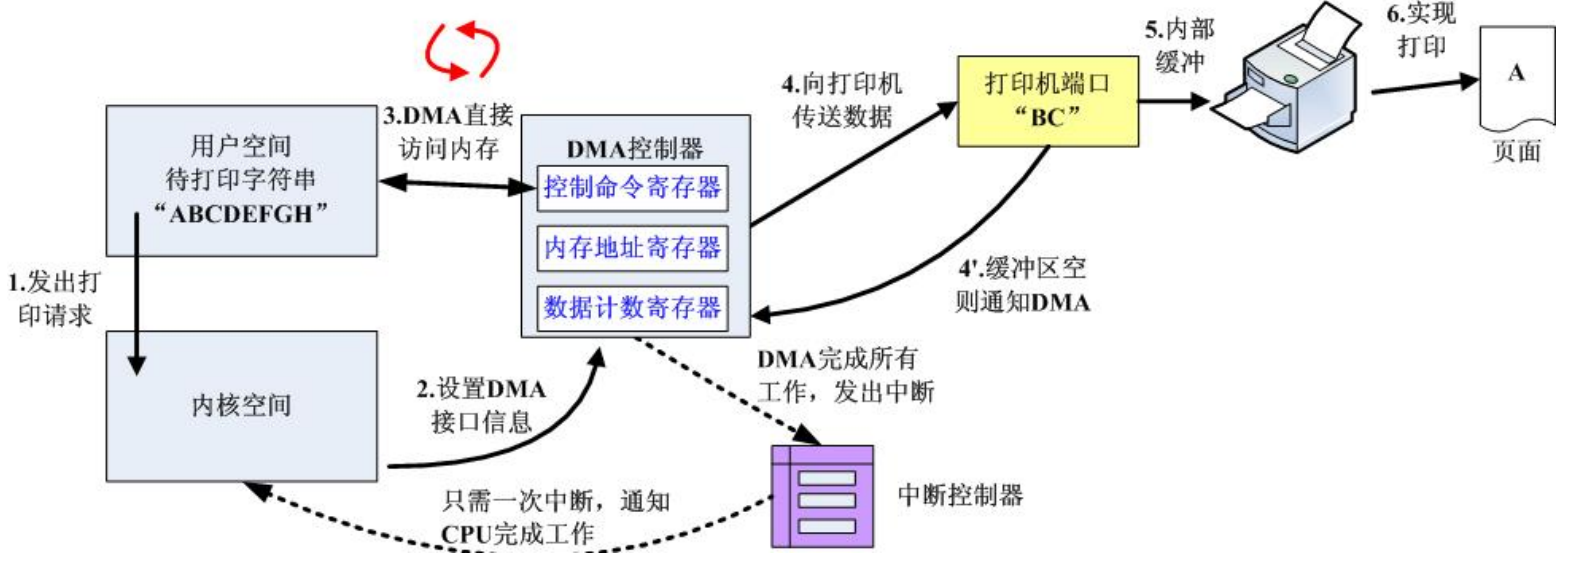 用户空间
待打印字符串
“ABCDEFGH”
1.发出打
印请求
内核空间
2.设置DMA
接口信息
3.DMA直接
访问内存
DMA控制器
控制命令寄存器
内存地址寄存器
数据计数寄存器
4.向打印机
传送数据
打印机端口
“BC”
4'.缓冲区空
则通知DMA
5.内部
缓冲
6.实现
打印
A
页面
DMA完成所有
工作，发出中断
中断控制器
只需一次中断，通知
CPU完成工作